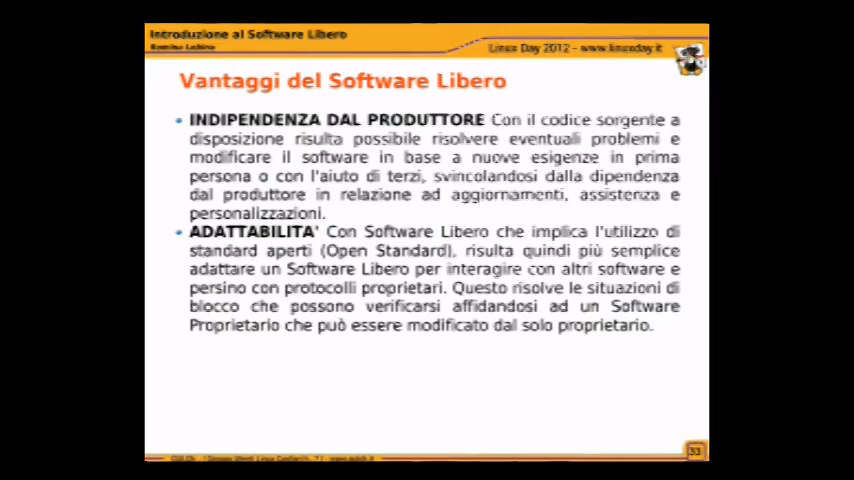 Introduzione al Software Libero
Linux Day 2012 - www.linuxday.it
Vantaggi del Software Libero
• INDIPENDENZA DAL PRODUTTORE Con il codice sorgente a
disposizione risulta possibile risolvere eventuali problemi e
modificare il software in base a nuove esigenze in prima
persona o con l'aiuto di terzi, svincolandosi dalla dipendenza
dal produttore in relazione ad aggiornamenti, assistenza e
personalizzazioni.
• ADATTABILITA' Con Software Libero che implica l'utilizzo di
standard aperti (Open Standard), risulta quindi più semplice
adattare un Software Libero per interagire con altri software e
persino con protocolli proprietari. Questo risolve le situazioni di
blocco che possono verificarsi affidandosi ad un Software
Proprietario che può essere modificato dal solo proprietario.
33